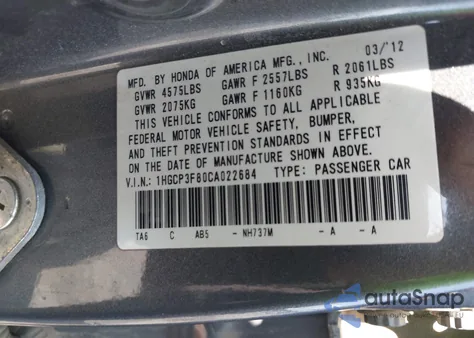 MFD. BY HONDA OF AMERICA MFG., INC. 03/'12
GVWR 4575LBS GAWR F 2557LBS R 2061LBS
GVWR 2075KG GAWR F 1160KG R 935KG
THIS VEHICLE CONFORMS TO ALL APPLICABLE
FEDERAL MOTOR VEHICLE SAFETY, BUMPER,
AND THEFT PREVENTION STANDARDS IN EFFECT
ON THE DATE OF MANUFACTURE SHOWN ABOVE.
V.I.N.: 1HGCP3F80CA022684 TYPE: PASSENGER CAR
TA6 C AB5 - NH737M - A - A
autoSnap